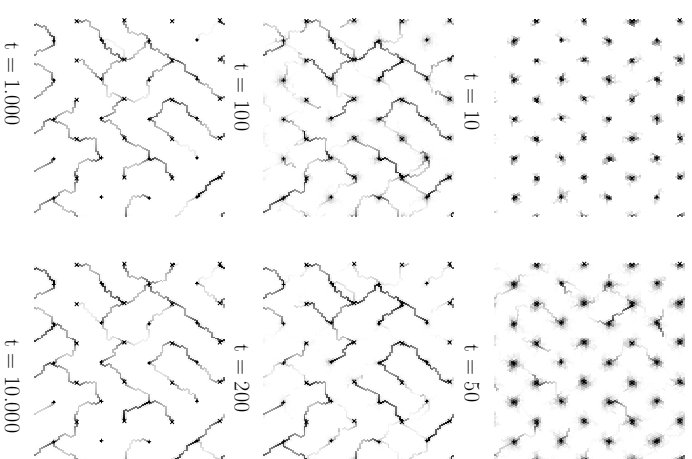 t = 10
t = 50
t = 100
t = 200
t = 1.000
t = 10.000